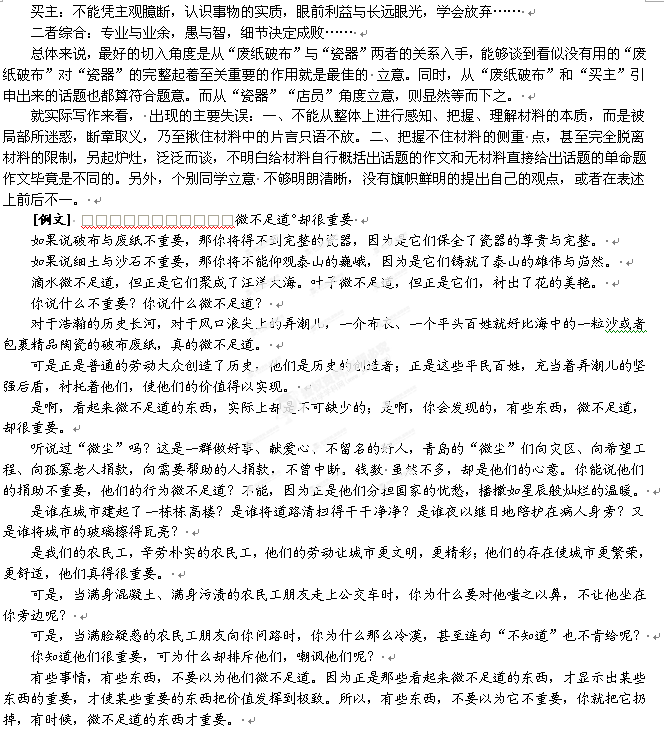 买主：不能凭主观臆断，认识事物的实质，眼前利益与长远眼光，学会放弃……
二者综合：专业与业余，愚与智，细节决定成败……
总体来说，最好的切入角度是从“废纸破布”与“瓷器”两者的关系入手，能够谈到看似没有用的“废
纸破布”对“瓷器”的完整起着至关重要的作用就是最佳的 立意。同时，从“废纸破布”和“买主”引
申出来的话题也都算符合题意。而从“瓷器”“店员”角度立意，则显然等而下之。
就实际写作来看， 出现的主要失误：一、不能从整体上进行感知、把握、理解材料的本质，而是被
局部所迷惑，断章取义，乃至揪住材料中的片言只语不放。二、把握不住材料的侧重 点，甚至完全脱离
材料的限制，另起炉灶，泛泛而谈，不明白给材料自行概括出话题的作文和无材料直接给出话题的单命题
作文毕竟是不同的。另外，个别同学立意 不够明朗清晰，没有旗帜鲜明的提出自己的观点，或者在表述
上前后不一。
[例文] 微不足道 却很重要
如果说破布与废纸不重要，那你将得不到完整的瓷器，因为是它们保全了瓷器的尊贵与完整。
如果说细土与沙石不重要，那你将不能仰观泰山的巍峨，因为是它们铸就了泰山的雄伟与岿然。
滴水微不足道，但正是它们聚成了汪洋大海。叶子微不足道，但正是它们，衬出了花的美艳。
你说什么不重要？你说什么微不足道？
对于浩瀚的历史长河，对于风口浪尖上的弄潮儿，一介布衣、一个平头百姓就好比海中的一粒沙或者
包裹精品陶瓷的破布废纸，真的微不足道。
可是正是普通的劳动大众创造了历史，他们是历史的创造者；正是这些平民百姓，充当着弄潮儿的坚
强后盾，衬托着他们，使他们的价值得以实现。
是啊，看起来微不足道的东西，实际上却是不可缺少的；是啊，你会发现的，有些东西，微不足道，
却很重要。
听说过“微尘”吗？这是一群做好事、献爱心、不留名的好人，青岛的“微尘”们向灾区、向希望工
程、向孤寡老人捐款，向需要帮助的人捐款，不曾中断。钱数 虽然不多，却是他们的心意。你能说他们
的捐助不重要，他们的行为微不足道？不能，因为正是他们分担国家的忧愁，播撒如星辰般灿烂的温暖。
是谁在城市建起了一栋栋高楼？是谁将道路清扫得干干净净？是谁夜以继日地陪护在病人身旁？又
是谁将城市的玻璃擦得瓦亮？
是我们的农民工，辛劳朴实的农民工，他们的劳动让城市更文明，更精彩；他们的存在使城市更繁荣，
更舒适，他们真得很重要。
可是，当满身混凝土、满身污渍的农民工朋友走上公交车时，你为什么要对他嗤之以鼻，不让他坐在
你旁边呢？
可是，当满脸疑惑的农民工朋友向你问路时，你为什么那么冷漠，甚至连句“不知道”也不肯给呢？
你知道他们很重要，可为什么却排斥他们，嘲讽他们呢？
有些事情，有些东西，不要以为他们微不足道。因为正是那些看起来微不足道的东西，才显示出某些
东西的重要，才使某些重要的东西把价值发挥到极致。所以，有些东西，不要以为它不重要，你就把它扔
掉，有时候，微不足道的东西才重要。